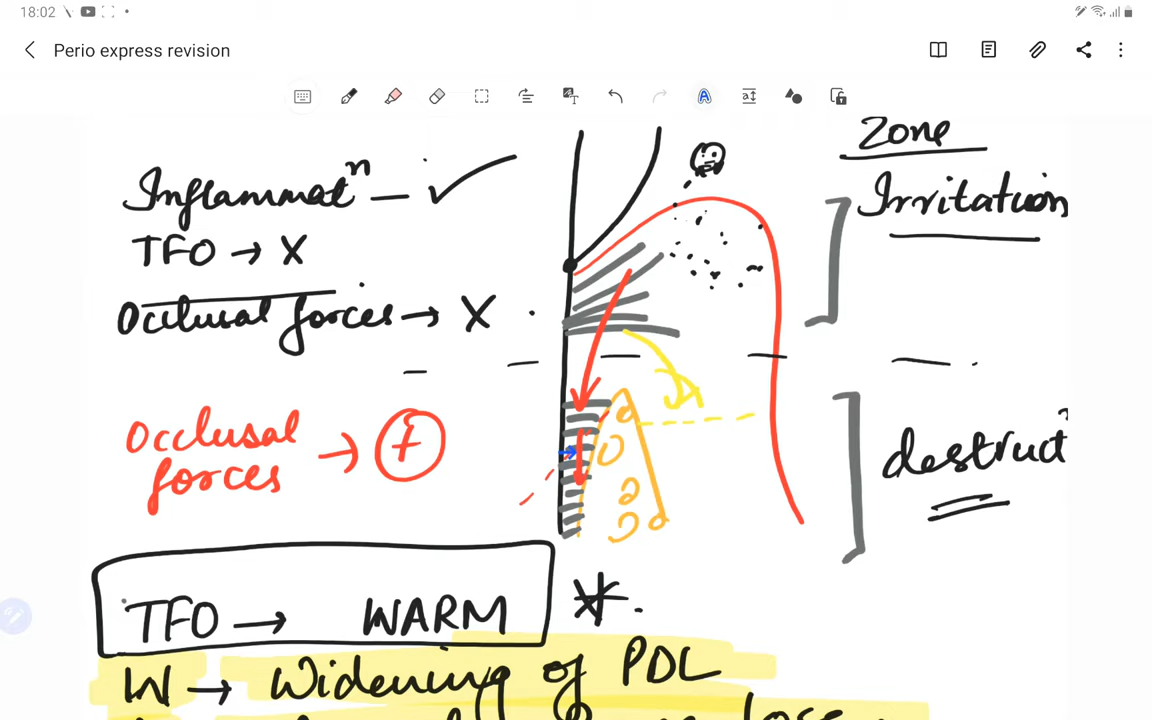 18:02
Perio express revision
Zone
Irritation
Inflammatⁿ — ✓
TFO → X
Occlusal forces → X
Occlusal forces → +
destruct
TFO → WARM *
W → Widening of PDL